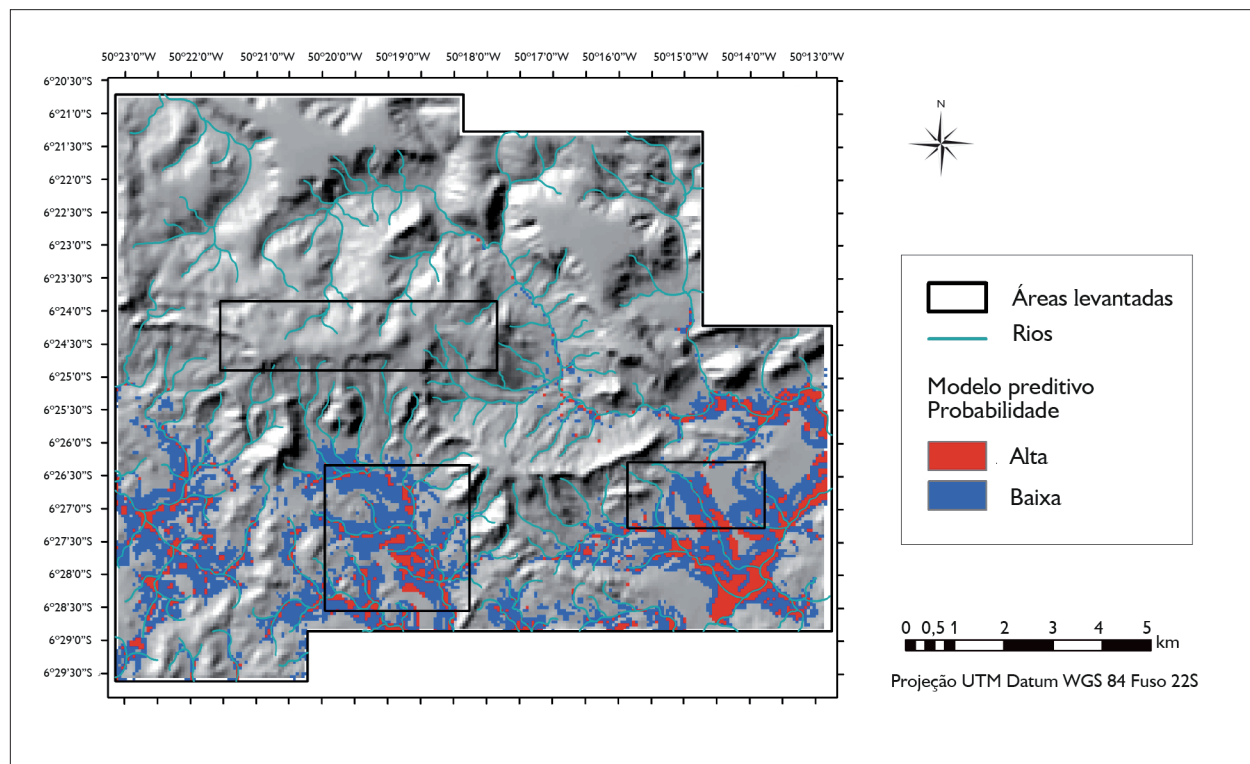 50°23'0"W 50°22'0"W 50°21'0"W 50°20'0"W 50°19'0"W 50°18'0"W 50°17'0"W 50°16'0"W 50°15'0"W 50°14'0"W 50°13'0"W
6°20'30"S
6°21'0"S
6°21'30"S
6°22'0"S
6°22'30"S
6°23'0"S
6°23'30"S
6°24'0"S
6°24'30"S
6°25'0"S
6°25'30"S
6°26'0"S
6°26'30"S
6°27'0"S
6°27'30"S
6°28'0"S
6°28'30"S
6°29'0"S
6°29'30"S
N
Áreas levantadas
Rios
Modelo preditivo
Probabilidade
Alta
Baixa
0 0,5 1 2 3 4 5
km
Projeção UTM Datum WGS 84 Fuso 22S